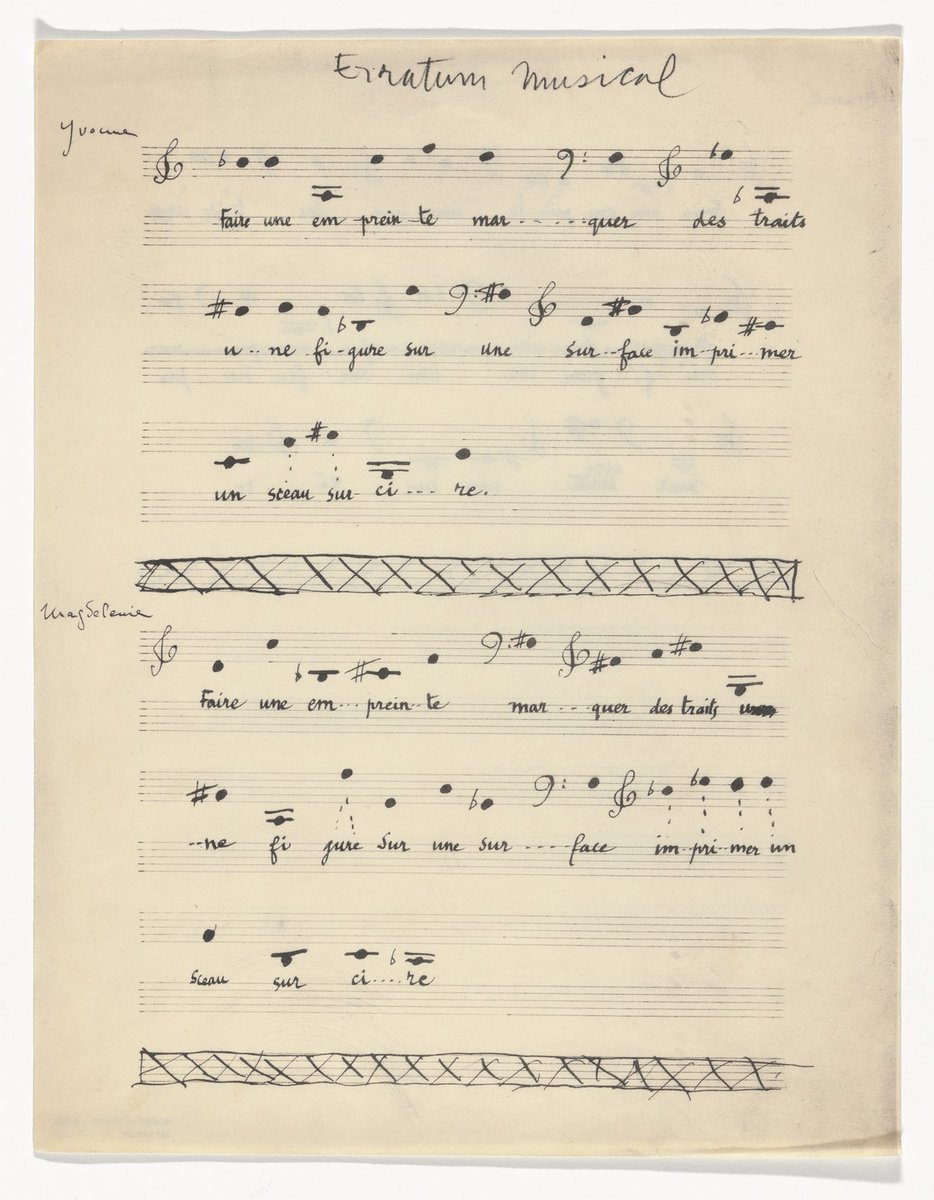 Erratum Musical
Yvonne
Faire une em - prein - te mar - - - - quer des traits
u - - ne fi - gure sur une sur - - face im - pri - - mer
un sceau sur - ci - - - - re.
Magdeleine
Faire une em - - - prein - te mar - - - quer des traits
- - ne fi gure sur une sur - - - - face im - pri - mer un
sceau sur ci - - - - re